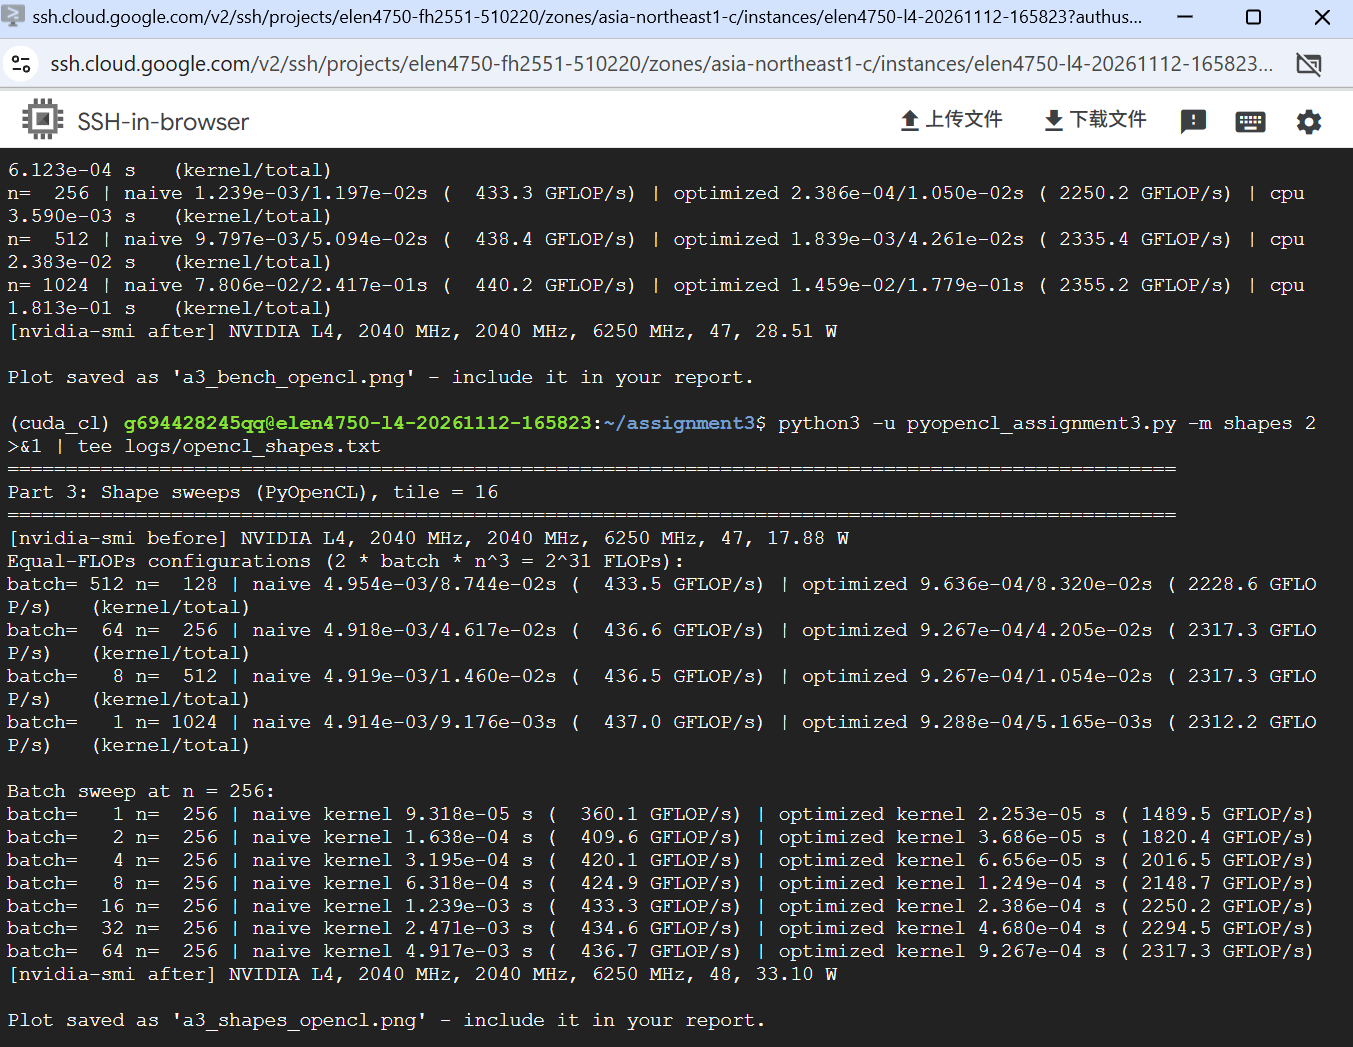 ssh.cloud.google.com/v2/ssh/projects/elen4750-fh2551-510220/zones/asia-northeast1-c/instances/elen4750-l4-20261112-165823?authus...
ssh.cloud.google.com/v2/ssh/projects/elen4750-fh2551-510220/zones/asia-northeast1-c/instances/elen4750-l4-20261112-165823...
SSH-in-browser
上传文件
下载文件
6.123e-04 s   (kernel/total)
n=  256 | naive 1.239e-03/1.197e-02s (  433.3 GFLOP/s) | optimized 2.386e-04/1.050e-02s ( 2250.2 GFLOP/s) | cpu
3.590e-03 s   (kernel/total)
n=  512 | naive 9.797e-03/5.094e-02s (  438.4 GFLOP/s) | optimized 1.839e-03/4.261e-02s ( 2335.4 GFLOP/s) | cpu
2.383e-02 s   (kernel/total)
n= 1024 | naive 7.806e-02/2.417e-01s (  440.2 GFLOP/s) | optimized 1.459e-02/1.779e-01s ( 2355.2 GFLOP/s) | cpu
1.813e-01 s   (kernel/total)
[nvidia-smi after] NVIDIA L4, 2040 MHz, 2040 MHz, 6250 MHz, 47, 28.51 W
Plot saved as 'a3_bench_opencl.png' - include it in your report.
(cuda_cl) g694428245qq@elen4750-l4-20261112-165823:~/assignment3$ python3 -u pyopencl_assignment3.py -m shapes 2
>&1 | tee logs/opencl_shapes.txt
====================================================================================================
Part 3: Shape sweeps (PyOpenCL), tile = 16
====================================================================================================
[nvidia-smi before] NVIDIA L4, 2040 MHz, 2040 MHz, 6250 MHz, 47, 17.88 W
Equal-FLOPs configurations (2 * batch * n^3 = 2^31 FLOPs):
batch= 512 n=  128 | naive 4.954e-03/8.744e-02s (  433.5 GFLOP/s) | optimized 9.636e-04/8.320e-02s ( 2228.6 GFLO
P/s)   (kernel/total)
batch=  64 n=  256 | naive 4.918e-03/4.617e-02s (  436.6 GFLOP/s) | optimized 9.267e-04/4.205e-02s ( 2317.3 GFLO
P/s)   (kernel/total)
batch=   8 n=  512 | naive 4.919e-03/1.460e-02s (  436.5 GFLOP/s) | optimized 9.267e-04/1.054e-02s ( 2317.3 GFLO
P/s)   (kernel/total)
batch=   1 n= 1024 | naive 4.914e-03/9.176e-03s (  437.0 GFLOP/s) | optimized 9.288e-04/5.165e-03s ( 2312.2 GFLO
P/s)   (kernel/total)
Batch sweep at n = 256:
batch=   1 n=  256 | naive kernel 9.318e-05 s (  360.1 GFLOP/s) | optimized kernel 2.253e-05 s ( 1489.5 GFLOP/s)
batch=   2 n=  256 | naive kernel 1.638e-04 s (  409.6 GFLOP/s) | optimized kernel 3.686e-05 s ( 1820.4 GFLOP/s)
batch=   4 n=  256 | naive kernel 3.195e-04 s (  420.1 GFLOP/s) | optimized kernel 6.656e-05 s ( 2016.5 GFLOP/s)
batch=   8 n=  256 | naive kernel 6.318e-04 s (  424.9 GFLOP/s) | optimized kernel 1.249e-04 s ( 2148.7 GFLOP/s)
batch=  16 n=  256 | naive kernel 1.239e-03 s (  433.3 GFLOP/s) | optimized kernel 2.386e-04 s ( 2250.2 GFLOP/s)
batch=  32 n=  256 | naive kernel 2.471e-03 s (  434.6 GFLOP/s) | optimized kernel 4.680e-04 s ( 2294.5 GFLOP/s)
batch=  64 n=  256 | naive kernel 4.917e-03 s (  436.7 GFLOP/s) | optimized kernel 9.267e-04 s ( 2317.3 GFLOP/s)
[nvidia-smi after] NVIDIA L4, 2040 MHz, 2040 MHz, 6250 MHz, 48, 33.10 W
Plot saved as 'a3_shapes_opencl.png' - include it in your report.